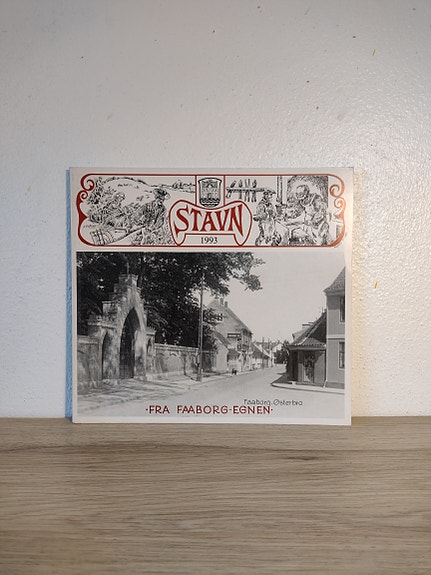 STAVN
1993
Faaborg. Østerbro
·FRA FAABORG-EGNEN·